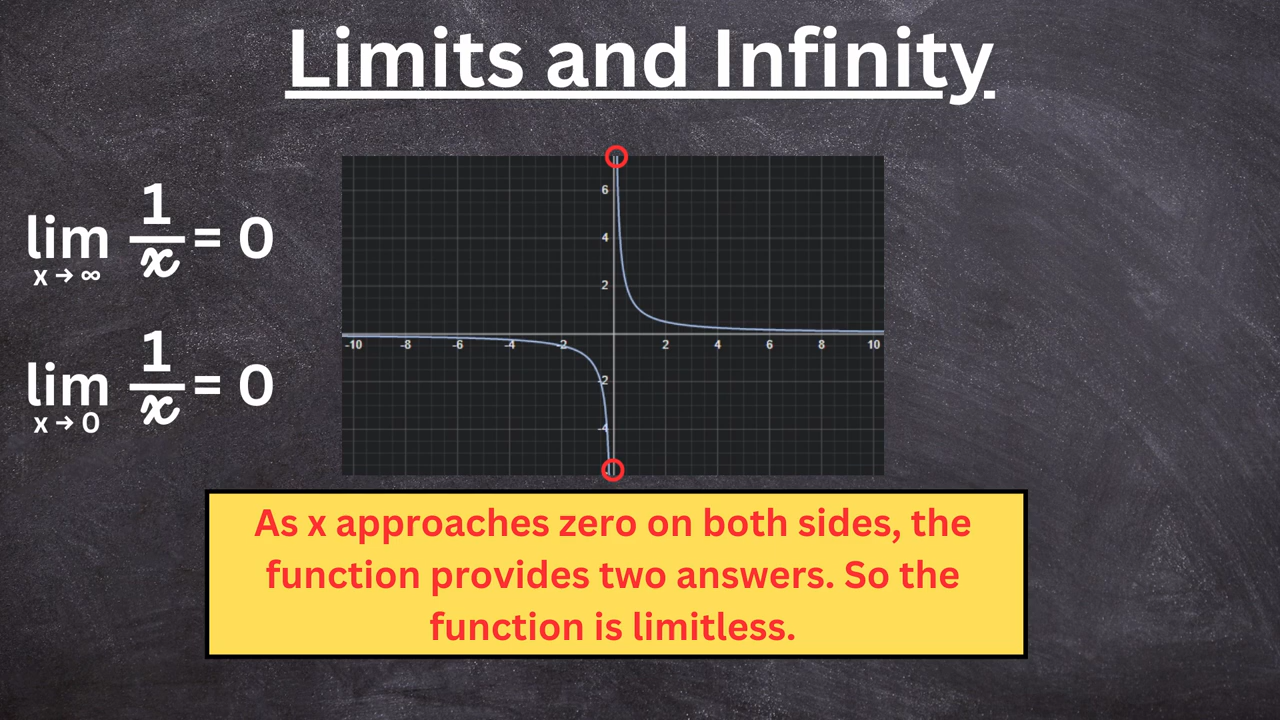 Limits and Infinity
lim 1/x = 0
x → ∞
6
4
2
-10 -8 -6 -4 -2 2 4 6 8 10
-2
-4
lim 1/x = 0
x → 0
As x approaches zero on both sides, the
function provides two answers. So the
function is limitless.